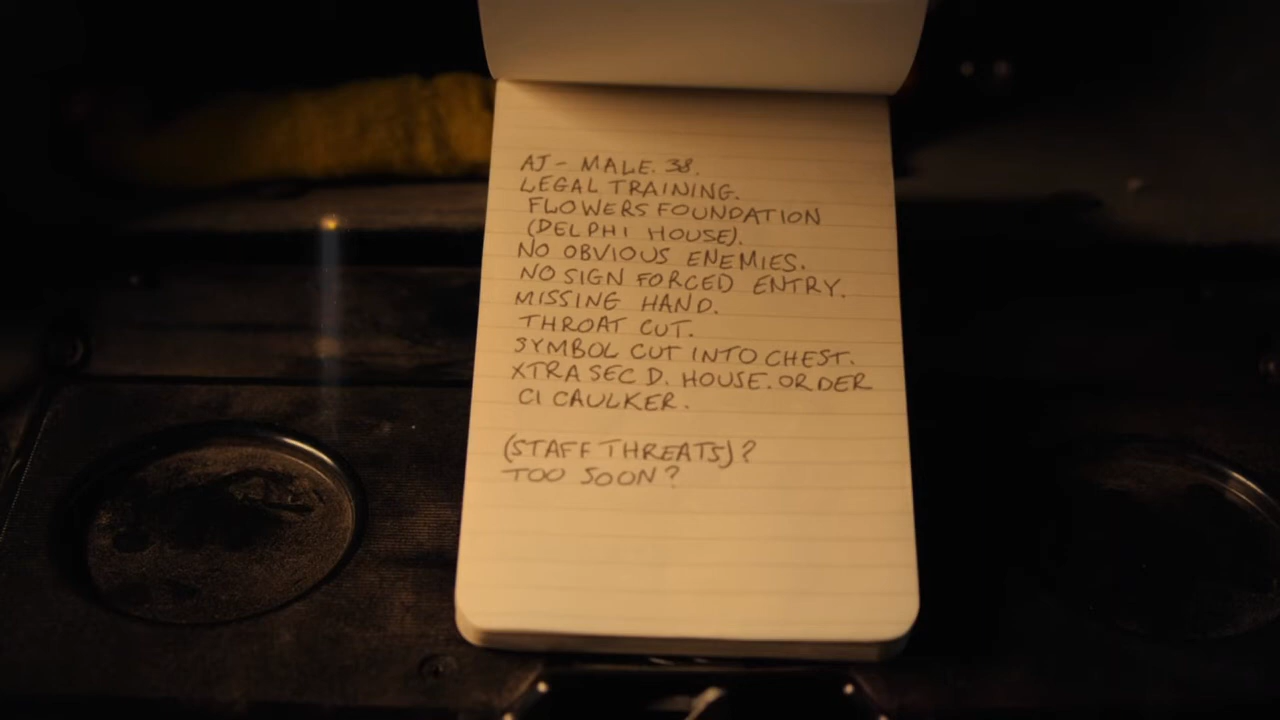 AJ - MALE. 38.
LEGAL TRAINING.
FLOWERS FOUNDATION
(DELPHI HOUSE).
NO OBVIOUS ENEMIES.
NO SIGN FORCED ENTRY.
MISSING HAND.
THROAT CUT.
SYMBOL CUT INTO CHEST.
XTRA SEC D. HOUSE. ORDER
CI CAULKER.
(STAFF THREATS)?
TOO SOON?